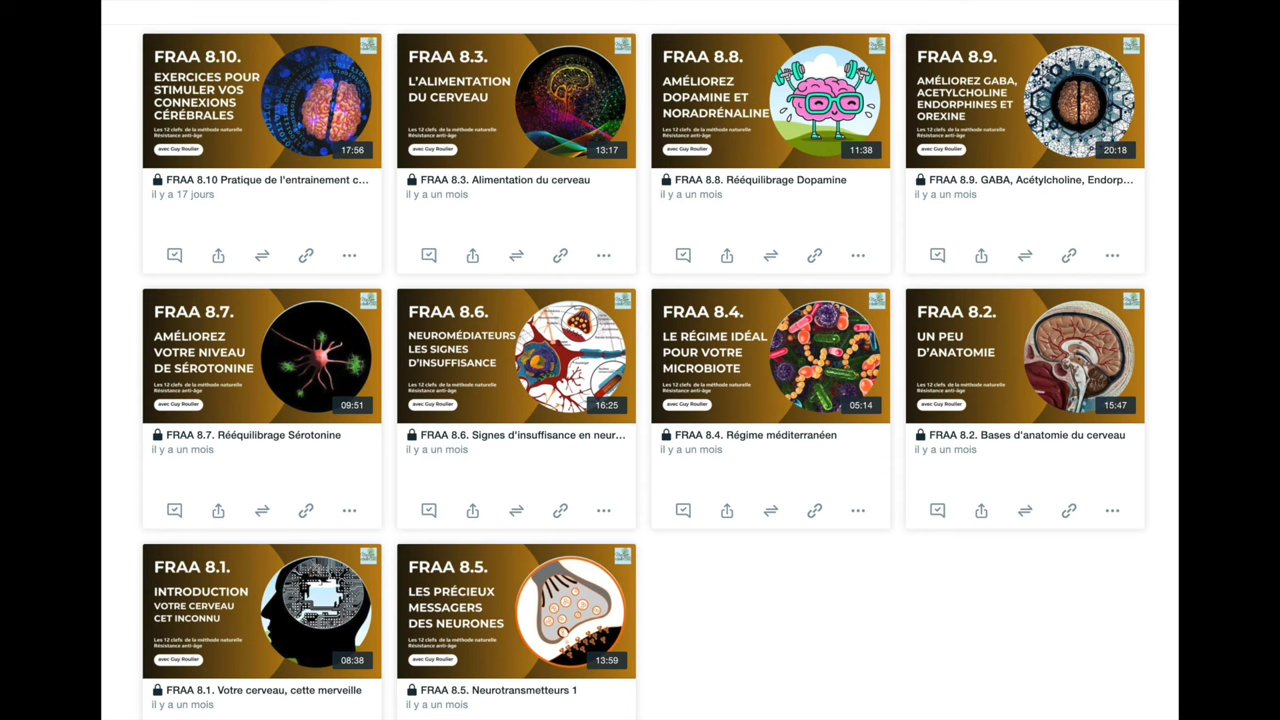 FRAA 8.10.
EXERCICES POUR
STIMULER VOS
CONNEXIONS
CÉRÉBRALES
Les 12 clefs de la méthode naturelle
Résistance anti-âge
avec Guy Roulier
17:56
FRAA 8.10 Pratique de l'entrainement c...
il y a 17 jours
FRAA 8.3.
L'ALIMENTATION
DU CERVEAU
Les 12 clefs de la méthode naturelle
Résistance anti-âge
avec Guy Roulier
13:17
FRAA 8.3. Alimentation du cerveau
il y a un mois
FRAA 8.8.
AMÉLIOREZ
DOPAMINE ET
NORADRÉNALINE
Les 12 clefs de la méthode naturelle
Résistance anti-âge
avec Guy Roulier
11:38
FRAA 8.8. Rééquilibrage Dopamine
il y a un mois
FRAA 8.9.
AMÉLIOREZ GABA,
ACETYLCHOLINE
ENDORPHINES ET
OREXINE
Les 12 clefs de la méthode naturelle
Résistance anti-âge
avec Guy Roulier
20:18
FRAA 8.9. GABA, Acétylcholine, Endorp...
il y a un mois
FRAA 8.7.
AMÉLIOREZ
VOTRE NIVEAU
DE SÉROTONINE
Les 12 clefs de la méthode naturelle
Résistance anti-âge
avec Guy Roulier
09:51
FRAA 8.7. Rééquilibrage Sérotonine
il y a un mois
FRAA 8.6.
NEUROMÉDIATEURS
LES SIGNES
D'INSUFFISANCE
Les 12 clefs de la méthode naturelle
Résistance anti-âge
avec Guy Roulier
16:25
FRAA 8.6. Signes d'insuffisance en neur...
il y a un mois
FRAA 8.4.
LE RÉGIME IDÉAL
POUR VOTRE
MICROBIOTE
Les 12 clefs de la méthode naturelle
Résistance anti-âge
avec Guy Roulier
05:14
FRAA 8.4. Régime méditerranéen
il y a un mois
FRAA 8.2.
UN PEU
D'ANATOMIE
Les 12 clefs de la méthode naturelle
Résistance anti-âge
avec Guy Roulier
15:47
FRAA 8.2. Bases d'anatomie du cerveau
il y a un mois
FRAA 8.1.
INTRODUCTION
VOTRE CERVEAU
CET INCONNU
Les 12 clefs de la méthode naturelle
Résistance anti-âge
avec Guy Roulier
08:38
FRAA 8.1. Votre cerveau, cette merveille
il y a un mois
FRAA 8.5.
LES PRÉCIEUX
MESSAGERS
DES NEURONES
Les 12 clefs de la méthode naturelle
Résistance anti-âge
avec Guy Roulier
13:59
FRAA 8.5. Neurotransmetteurs 1
il y a un mois